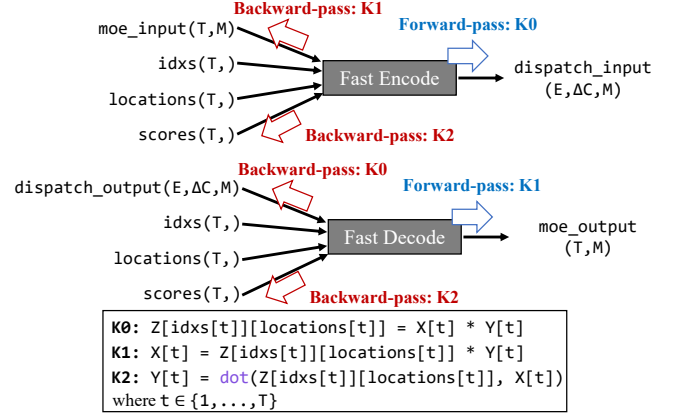 Backward-pass: K1
moe_input(T,M)
Forward-pass: K0
idxs(T,)
Fast Encode
dispatch_input
(E,ΔC,M)
locations(T,)
scores(T,)
Backward-pass: K2
Backward-pass: K0
dispatch_output(E,ΔC,M)
Forward-pass: K1
idxs(T,)
Fast Decode
moe_output
(T,M)
locations(T,)
scores(T,)
Backward-pass: K2
K0: Z[idxs[t]][locations[t]] = X[t] * Y[t]
K1: X[t] = Z[idxs[t]][locations[t]] * Y[t]
K2: Y[t] = dot(Z[idxs[t]][locations[t]], X[t])
where t ∈ {1,...,T}